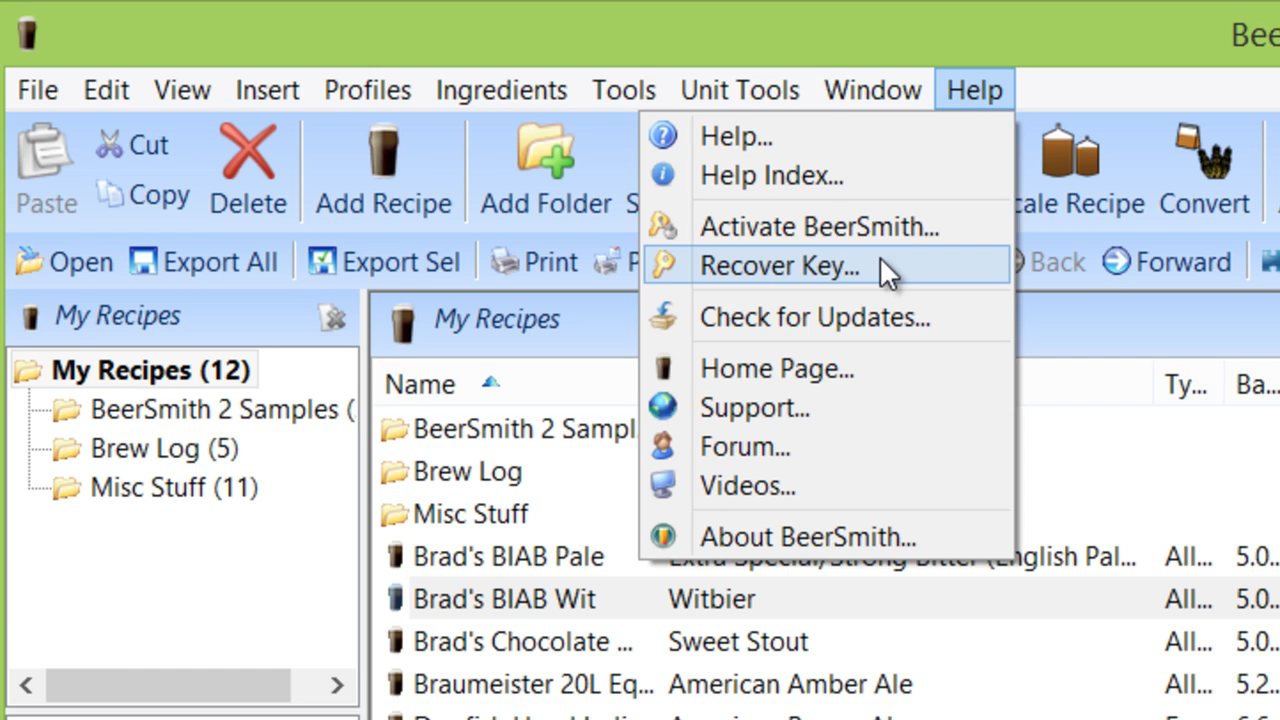 Bee
File Edit View Insert Profiles Ingredients Tools Unit Tools Window Help
Paste Cut Copy Delete Add Recipe Add Folder S cale Recipe Convert
Open Export All Export Sel Print P Back Forward
My Recipes
My Recipes (12)
BeerSmith 2 Samples (
Brew Log (5)
Misc Stuff (11)
My Recipes
Name Ty... Ba...
BeerSmith 2 Sampl
Brew Log
Misc Stuff
Brad's BIAB Pale Extra Special/Strong Bitter (English Pal... All... 5.0...
Brad's BIAB Wit Witbier All... 5.0...
Brad's Chocolate ... Sweet Stout All... 5.0...
Braumeister 20L Eq... American Amber Ale All... 5.2...
Help...
Help Index...
Activate BeerSmith...
Recover Key...
Check for Updates...
Home Page...
Support...
Forum...
Videos...
About BeerSmith...